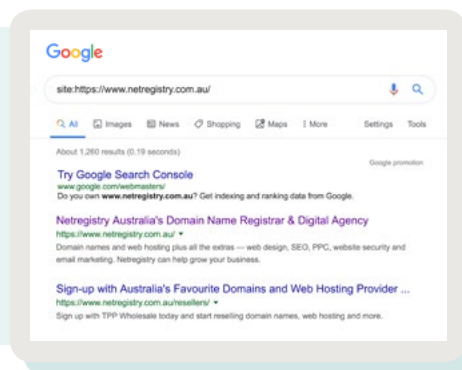 Google
site:https://www.netregistry.com.au/
All Images News Shopping Maps More Settings Tools
About 1,260 results (0.19 seconds)
Google promotion
Try Google Search Console
www.google.com/webmasters/
Do you own www.netregistry.com.au? Get indexing and ranking data from Google.
Netregistry Australia's Domain Name Registrar & Digital Agency
https://www.netregistry.com.au/
Domain names and web hosting plus all the extras — web design, SEO, PPC, website security and
email marketing. Netregistry can help grow your business.
Sign-up with Australia's Favourite Domains and Web Hosting Provider ...
https://www.netregistry.com.au/resellers/
Sign up with TPP Wholesale today and start reselling domain names, web hosting and more.